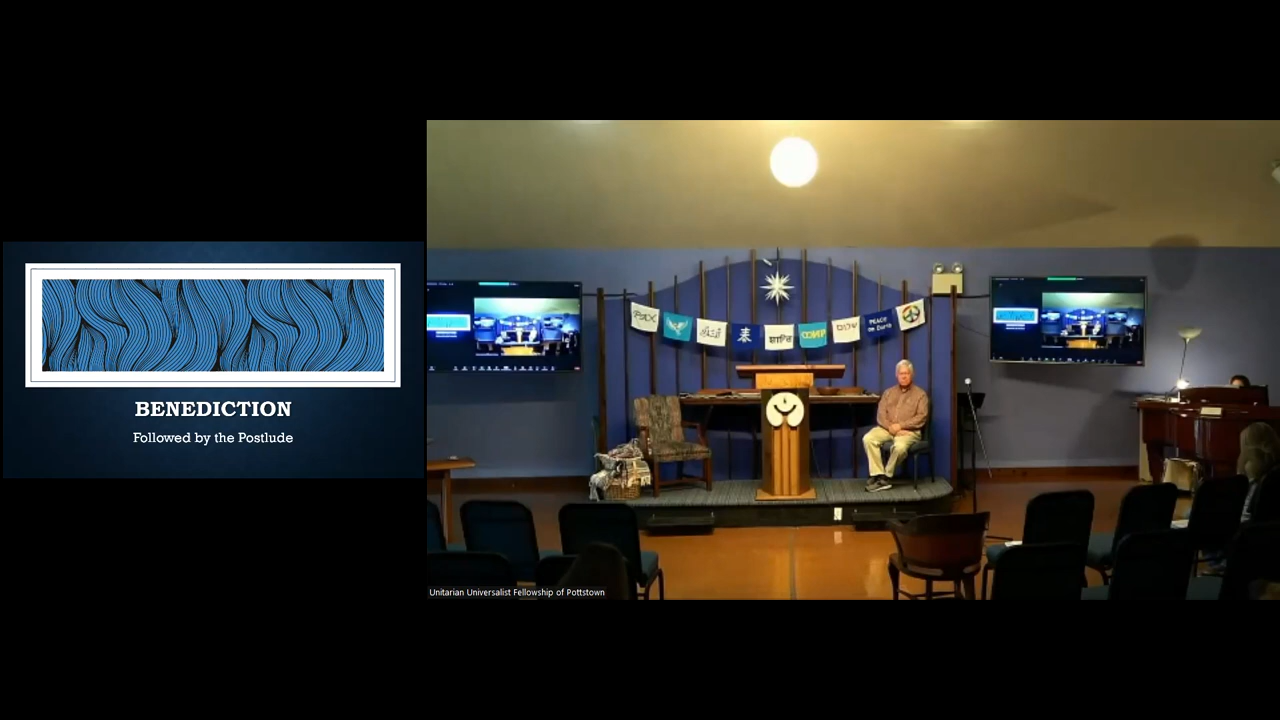 BENEDICTION
Followed by the Postlude
PAX
שלום
PEACE
on Earth
Unitarian Universalist Fellowship of Pottstown